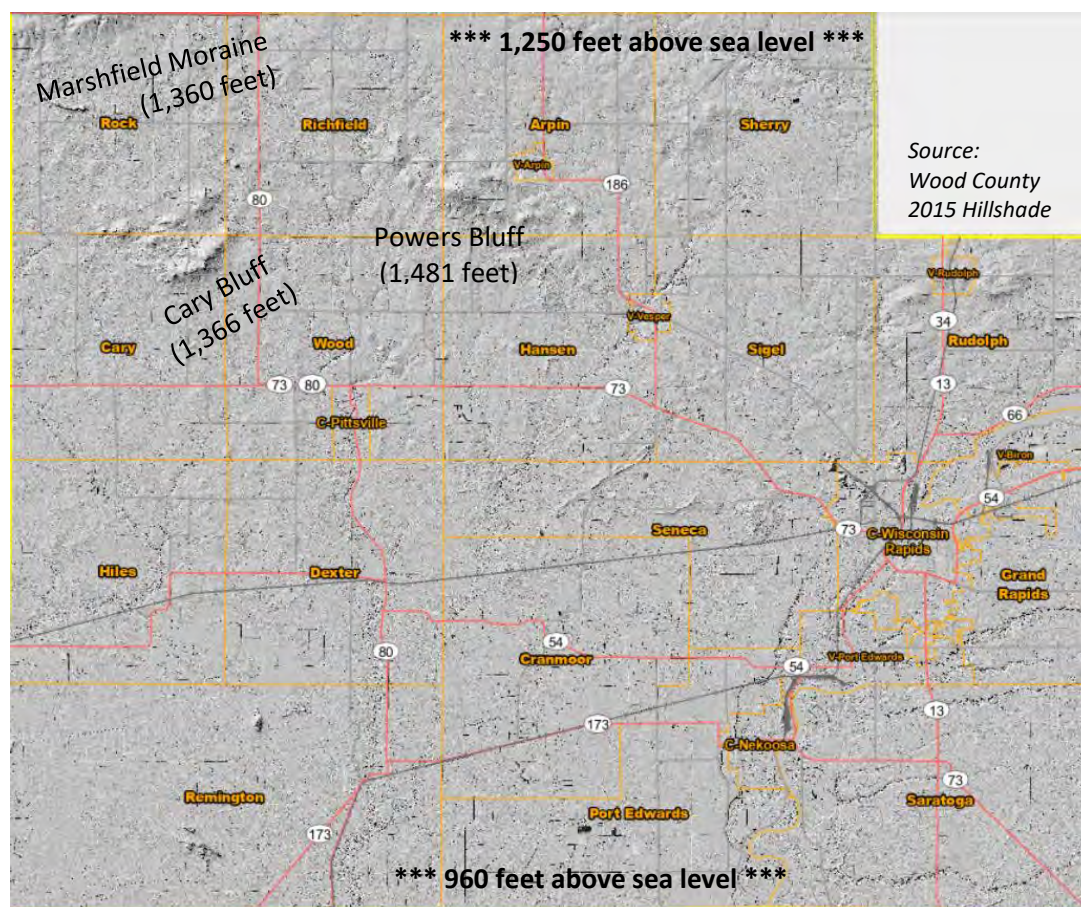 *** 1,250 feet above sea level ***
Marshfield Moraine
(1,360 feet)
Rock
Richfield
Arpin
Sherry
V-Arpin
186
80
Source:
Wood County
2015 Hillshade
Powers Bluff
(1,481 feet)
Cary Bluff
(1,366 feet)
V-Rudolph
V-Vesper
34
Cary
Wood
Hansen
Sigel
Rudolph
73
80
73
13
66
C-Pittsville
V-Biron
54
Seneca
73
C-Wisconsin
Rapids
Hiles
Dexter
Grand
Rapids
54
80
Cranmoor
54
V-Port Edwards
173
13
C-Nekoosa
73
Remington
Port Edwards
Saratoga
173
*** 960 feet above sea level ***